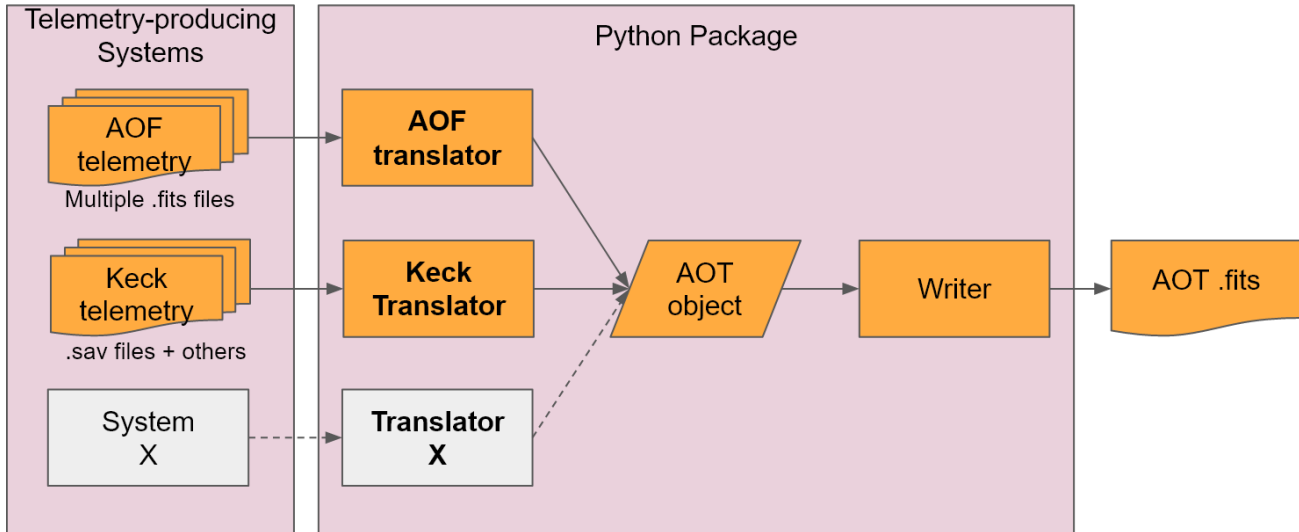 Telemetry-producing
Systems
Python Package
AOF
telemetry
Multiple .fits files
AOF
translator
Keck
telemetry
.sav files + others
Keck
Translator
AOT
object
Writer
AOT .fits
System
X
Translator
X